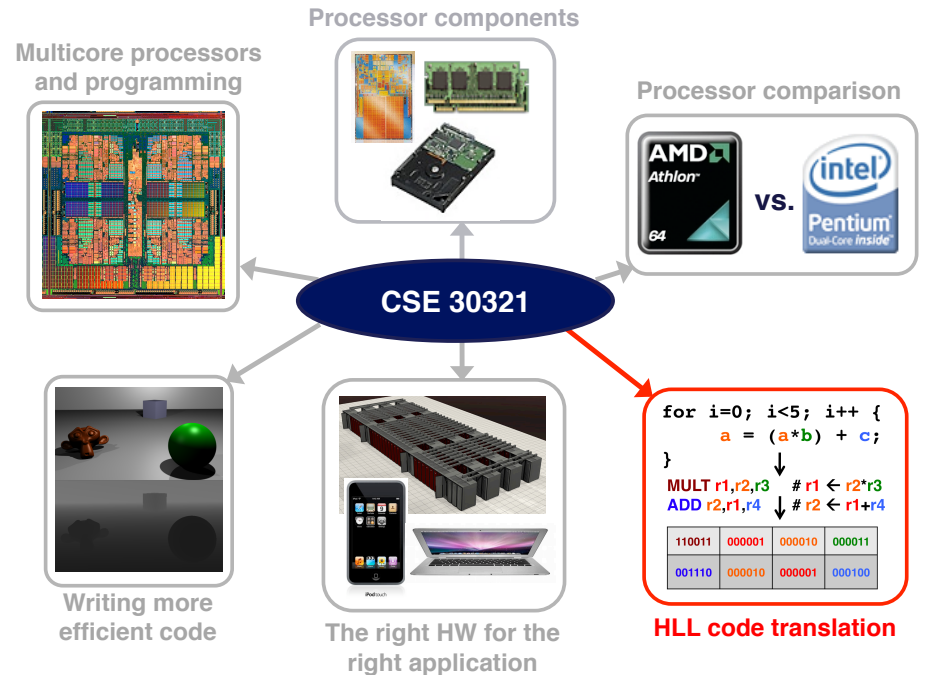 Processor components
Multicore processors
and programming
Processor comparison
AMD
Athlon™
64
vs.
intel
Pentium®
Dual-Core inside™
CSE 30321
for i=0; i<5; i++ {
a = (a*b) + c;
}
MULT r1,r2,r3 # r1 ← r2*r3
ADD r2,r1,r4 # r2 ← r1+r4
110011 000001 000010 000011
001110 000010 000001 000100
iPod touch
Writing more
efficient code
The right HW for the
right application
HLL code translation